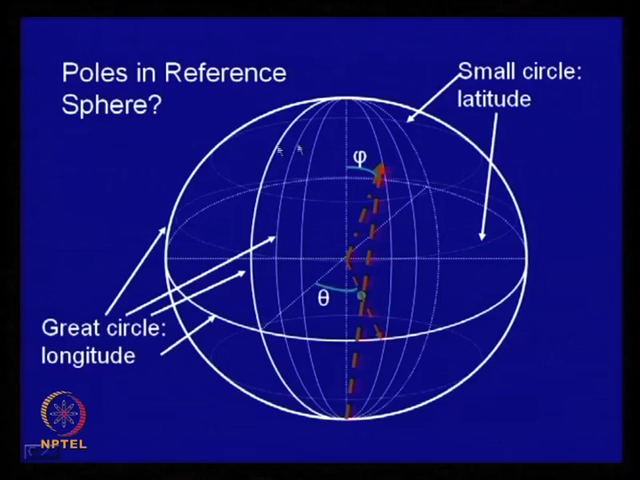 Poles in Reference
Sphere?
Small circle:
latitude
φ
θ
Great circle:
longitude
NPTEL